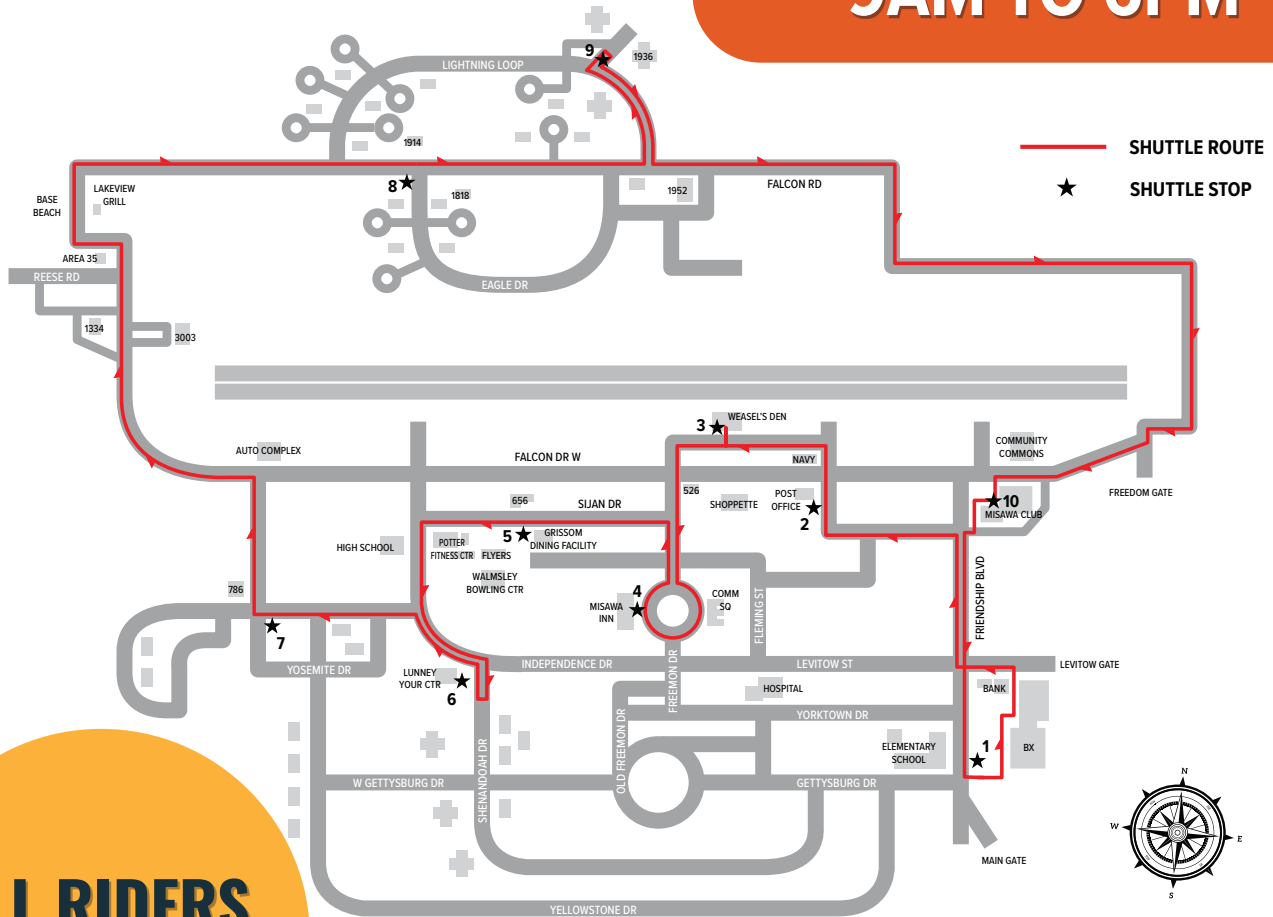 9AM TO 6PM
9
1936
LIGHTNING LOOP
SHUTTLE ROUTE
1914
8
FALCON RD
SHUTTLE STOP
LAKEVIEW
GRILL
BASE
BEACH
1818
1952
AREA 35
REESE RD
EAGLE DR
1334
3003
3
WEASEL'S DEN
AUTO COMPLEX
FALCON DR W
NAVY
COMMUNITY
COMMONS
526
POST
OFFICE
FREEDOM GATE
656
SIJAN DR
SHOPPETTE
2
10
MISAWA CLUB
5
GRISSOM
DINING FACILITY
HIGH SCHOOL
POTTER
FITNESS CTR
FLYERS
WALMSLEY
BOWLING CTR
786
4
MISAWA
INN
COMM
SQ
FLEMING ST
FRIENDSHIP BLVD
7
YOSEMITE DR
INDEPENDENCE DR
FREEMON DR
LEVITOW ST
LEVITOW GATE
LUNNEY
YOUR CTR
6
HOSPITAL
BANK
OLD FREEMON DR
YORKTOWN DR
ELEMENTARY
SCHOOL
1
BX
SHENANDOAH DR
W GETTYSBURG DR
GETTYSBURG DR
N
W
E
S
MAIN GATE
RIDERS
YELLOWSTONE DR